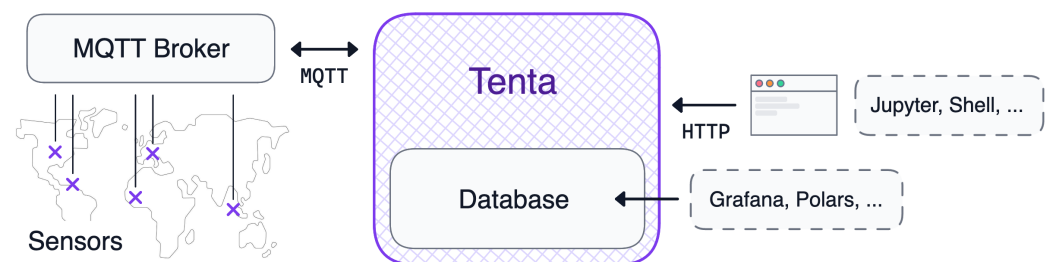 MQTT Broker
MQTT
Sensors
Tenta
Database
HTTP
Jupyter, Shell, ...
Grafana, Polars, ...